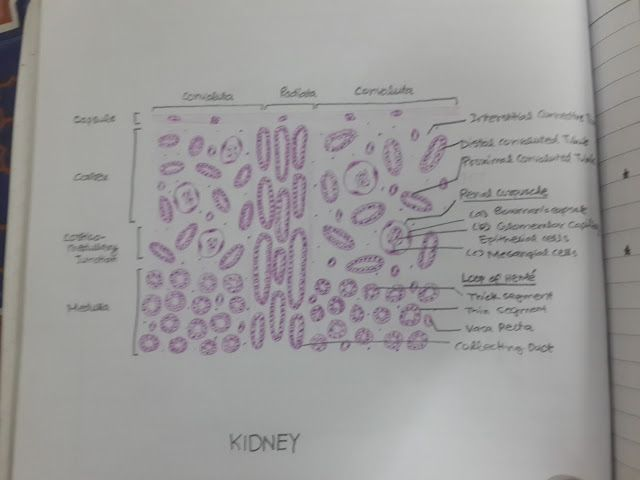 Convoluta Radiata Convoluta
Capsule
Cortex
Cortico-
Medullary
Junction
Medulla
Interstitial Connective
Distal Convoluted Tubule
Proximal Convoluted Tubule
Renal Corpuscle
(a) Bowman's capsule
(b) Glomerular Capillary
Epithelial cells
(c) Mesangial cells
Loop of Henlé
Thick segment
Thin segment
Vasa Recta
Collecting Duct
KIDNEY